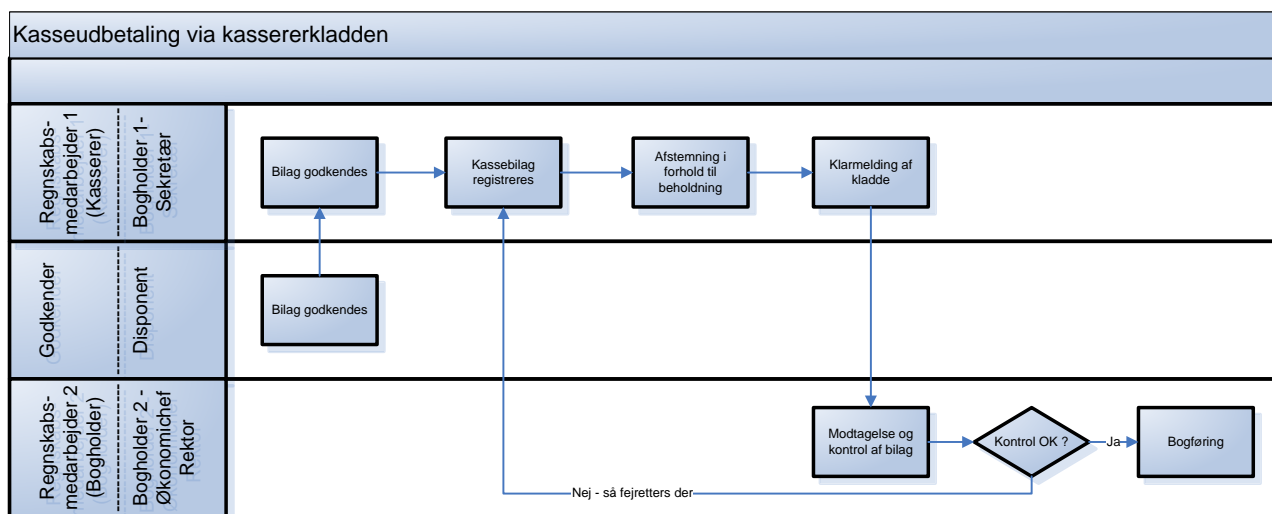 Kasseudbetaling via kassererkladden
Regnskabs-
medarbejder 1
(Kasserer)
Bogholder 1-
Sekretær
Bilag godkendes
Kassebilag
registreres
Afstemning i
forhold til
beholdning
Klarmelding af
kladde
Godkender
Disponent
Bilag godkendes
Regnskabs-
medarbejder 2
(Bogholder)
Bogholder 2 -
Økonomichef
Rektor
Modtagelse og
kontrol af bilag
Kontrol OK ?
Ja
Bogføring
Nej - så fejretters der